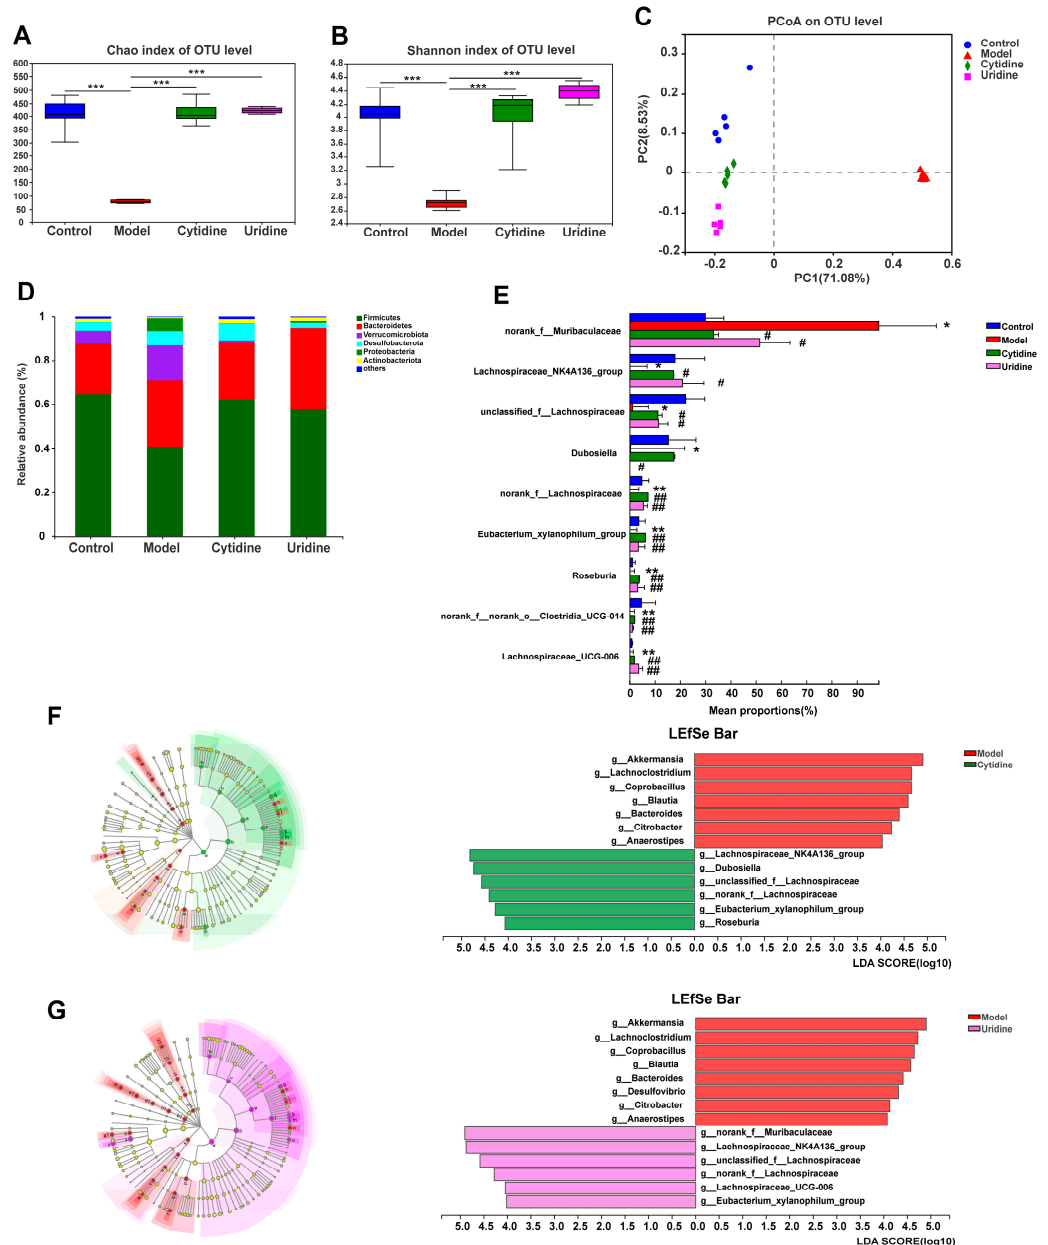 A
Chao index of OTU level
600
550
500
450
400
350
300
250
200
150
100
50
0
***
***
***
Control Model Cytidine Uridine
B
Shannon index of OTU level
4.8
4.6
4.4
4.2
4
3.8
3.6
3.4
3.2
3
2.8
2.6
2.4
***
***
***
Control Model Cytidine Uridine
C
PCoA on OTU level
PC2(8.53%)
0.3
0.2
0.1
0
-0.1
-0.2
-0.2 0 0.2 0.4 0.6
PC1(71.08%)
Control
Model
Cytidine
Uridine
D
Relative abundance (%)
1
0.8
0.6
0.4
0.2
0
Control Model Cytidine Uridine
Firmicutes
Bacteroidetes
Verrucomicrobiota
Desulfobacterota
Proteobacteria
Actinobacteriota
others
E
norank_f__Muribaculaceae
*
#
#
Lachnospiraceae_NK4A136_group
*
#
#
unclassified_f__Lachnospiraceae
*
#
#
Dubosiella
*
#
norank_f__Lachnospiraceae
**
##
##
Eubacterium_xylanophilum_group
**
##
##
Roseburia
**
##
##
norank_f__norank_o__Clostridia_UCG-014
**
##
##
Lachnospiraceae_UCG-006
**
##
##
0 10 20 30 40 50 60 70 80 90
Mean proportions(%)
Control
Model
Cytidine
Uridine
F
LEfSe Bar
g__Akkermansia
g__Lachnoclostridium
g__Coprobacillus
g__Blautia
g__Bacteroides
g__Citrobacter
g__Anaerostipes
g__Lachnospiraceae_NK4A136_group
g__Dubosiella
g__unclassified_f__Lachnospiraceae
g__norank_f__Lachnospiraceae
g__Eubacterium_xylanophilum_group
g__Roseburia
5.0 4.5 4.0 3.5 3.0 2.5 2.0 1.5 1.0 0.5 0.0 0.5 1.0 1.5 2.0 2.5 3.0 3.5 4.0 4.5 5.0
LDA SCORE(log10)
Model
Cytidine
G
LEfSe Bar
g__Akkermansia
g__Lachnoclostridium
g__Coprobacillus
g__Blautia
g__Bacteroides
g__Desulfovibrio
g__Citrobacter
g__Anaerostipes
g__norank_f__Muribaculaceae
g__Lachnospiraceae_NK4A136_group
g__unclassified_f__Lachnospiraceae
g__norank_f__Lachnospiraceae
g__Lachnospiraceae_UCG-006
g__Eubacterium_xylanophilum_group
5.0 4.5 4.0 3.5 3.0 2.5 2.0 1.5 1.0 0.5 0.0 0.5 1.0 1.5 2.0 2.5 3.0 3.5 4.0 4.5 5.0
LDA SCORE(log10)
Model
Uridine